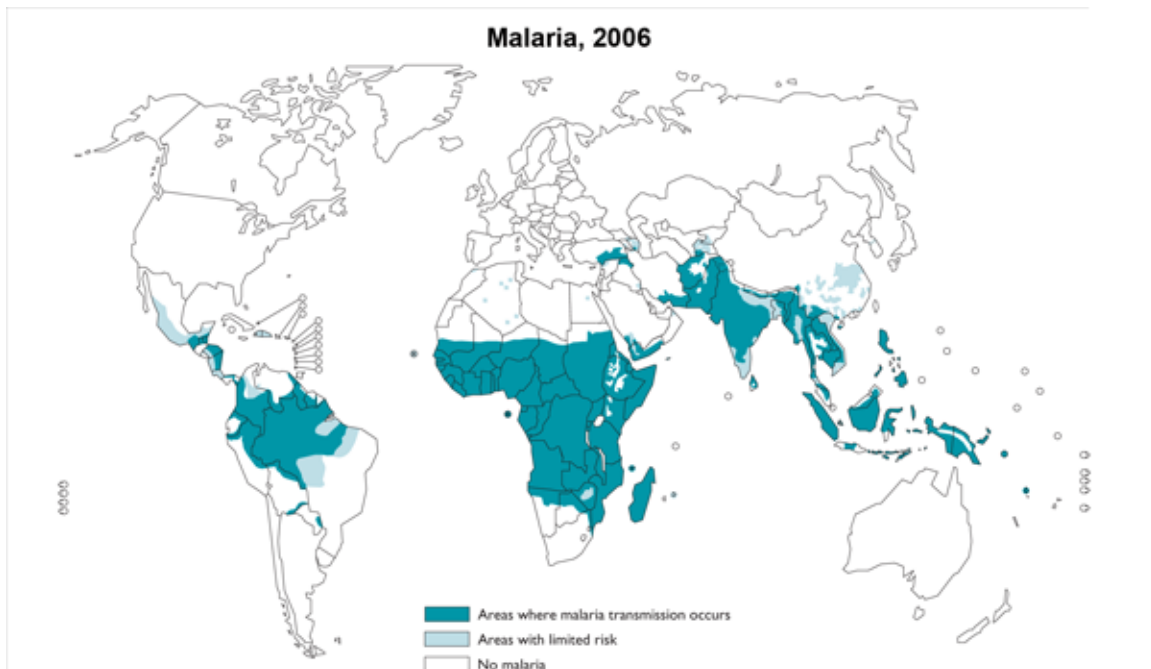 Malaria, 2006
Areas where malaria transmission occurs
Areas with limited risk
No malaria